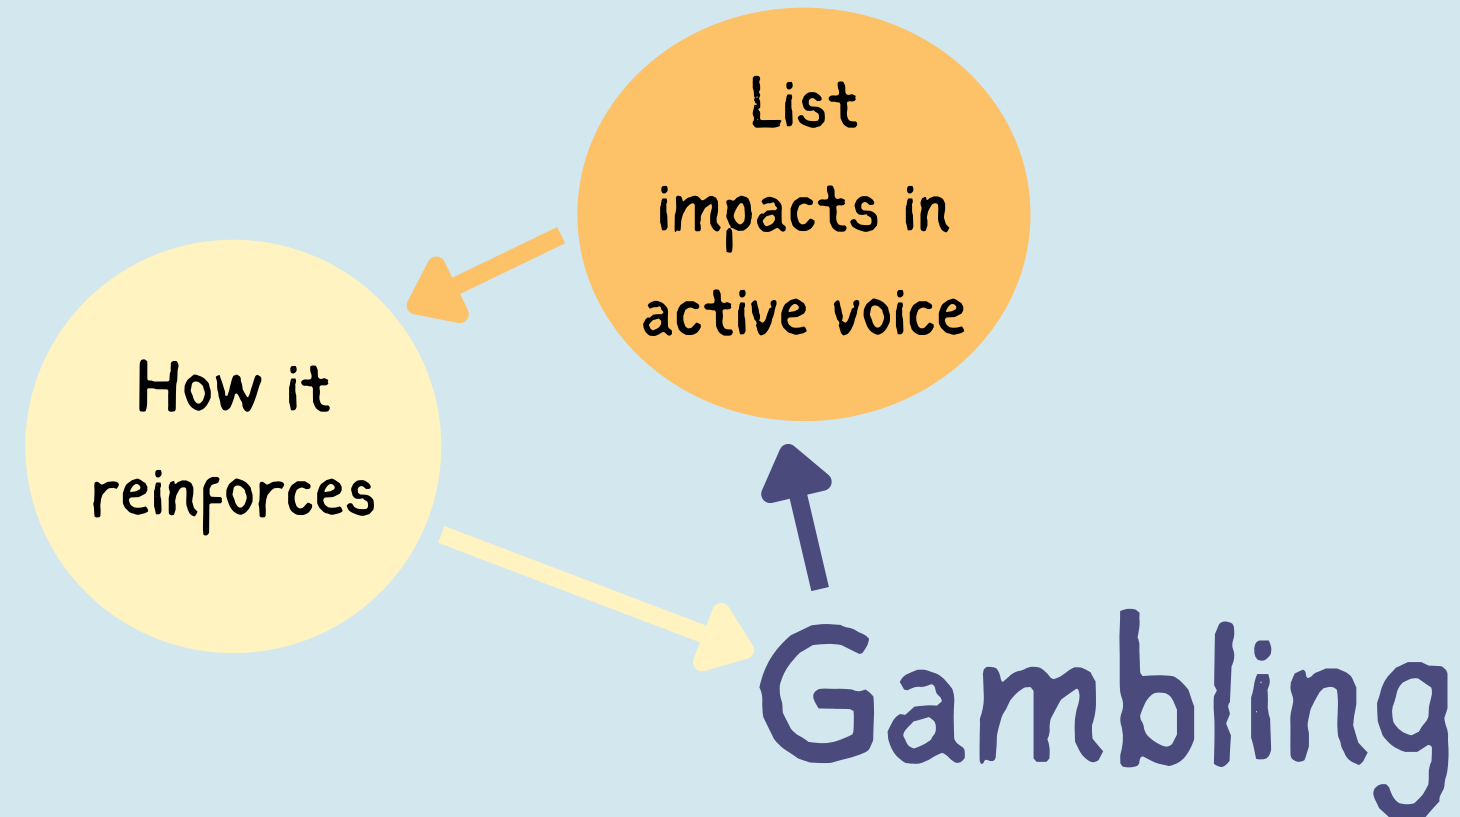 List
impacts in
active voice
How it
reinforces
Gambling